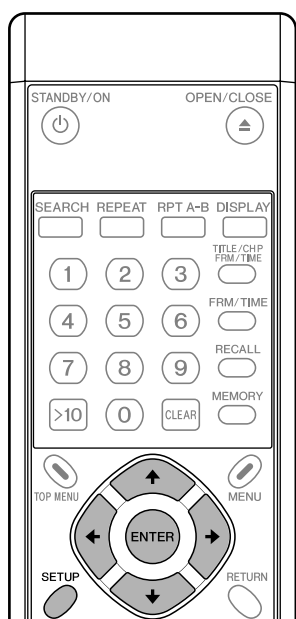 STANDBY/ON OPEN/CLOSE
SEARCH REPEAT RPT A-B DISPLAY
TITLE/CHP
FRM/TIME
1 2 3
FRM/TIME
4 5 6
RECALL
7 8 9
MEMORY
>10 0 CLEAR
TOP MENU MENU
ENTER
SETUP RETURN